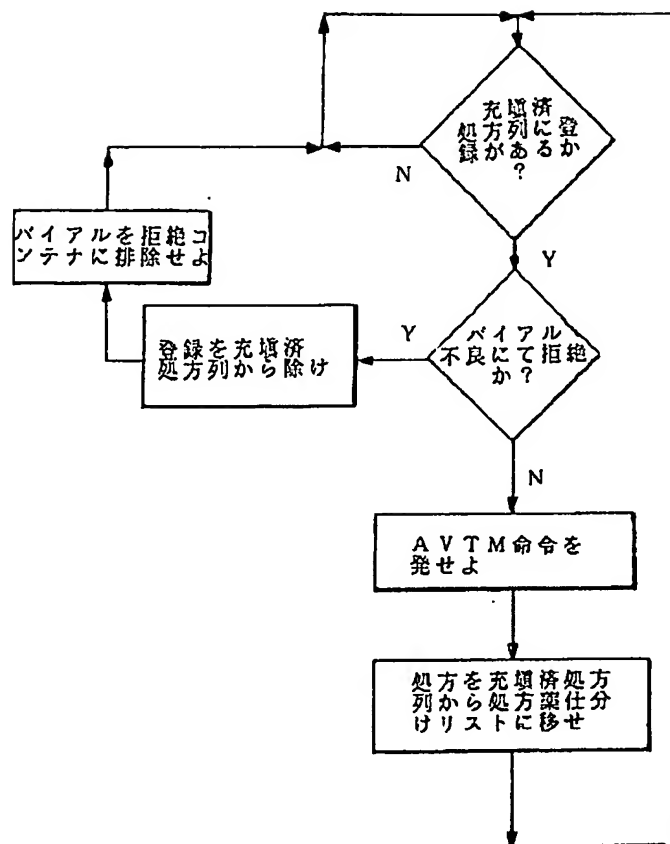 充填済
処方列に登
録があるか
?
N
Y
バイアルを拒絶コ
ンテナに排除せよ
登録を充填済
処方列から除け
Y
バイアル
不良にて拒絶
か?
N
AVTM命令を
発せよ
処方を充填済処方
列から処方薬仕分
けリストに移せ